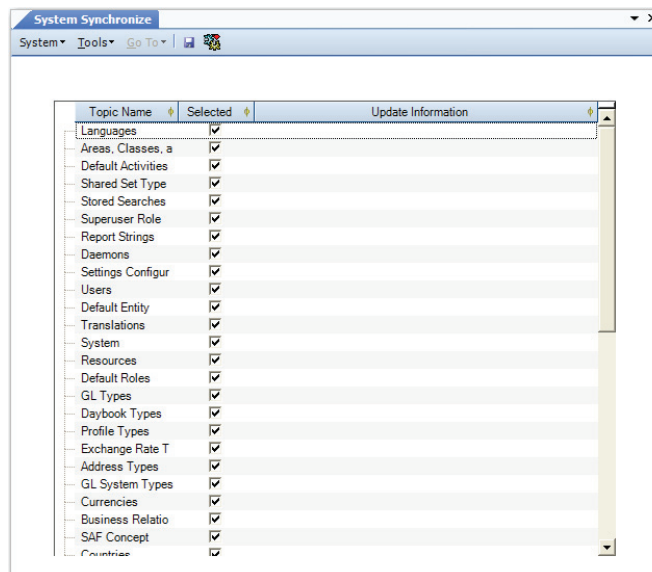 System Synchronize
System Tools Go To
Topic Name Selected Update Information
Languages
Areas, Classes, a
Default Activities
Shared Set Type
Stored Searches
Superuser Role
Report Strings
Daemons
Settings Configur
Users
Default Entity
Translations
System
Resources
Default Roles
GL Types
Daybook Types
Profile Types
Exchange Rate T
Address Types
GL System Types
Currencies
Business Relatio
SAF Concept
Countries